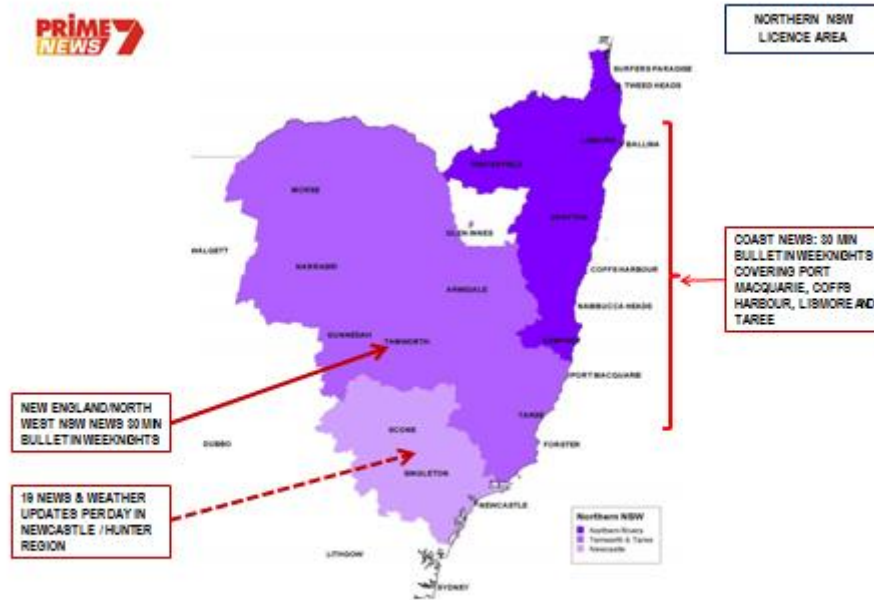 PRIME
NEWS
7
NORTHERN NSW
LICENCE AREA
SURFERS PARADISE
TWEED HEADS
LISMORE
BALLINA
TENTERFIELD
MOREE
GRAFTON
GLEN INNES
WALGETT
COAST NEWS: 30 MIN
BULLETIN WEEKNIGHTS
COVERING PORT
MACQUARIE, COFFS
HARBOUR, LISMORE AND
TAREE
NARRABRI
COFFS HARBOUR
ARMIDALE
NAMBUCCA HEADS
GUNNEDAH
TAMWORTH
KEMPSEY
PORT MACQUARIE
NEW ENGLAND/NORTH
WEST NSW NEWS 30 MIN
BULLETIN WEEKNIGHTS
TAREE
SCONE
DUBBO
FORSTER
SINGLETON
19 NEWS & WEATHER
UPDATES PER DAY IN
NEWCASTLE / HUNTER
REGION
NEWCASTLE
Northern NSW
Northern Rivers
Tamworth & Taree
Newcastle
LITHGOW
SYDNEY